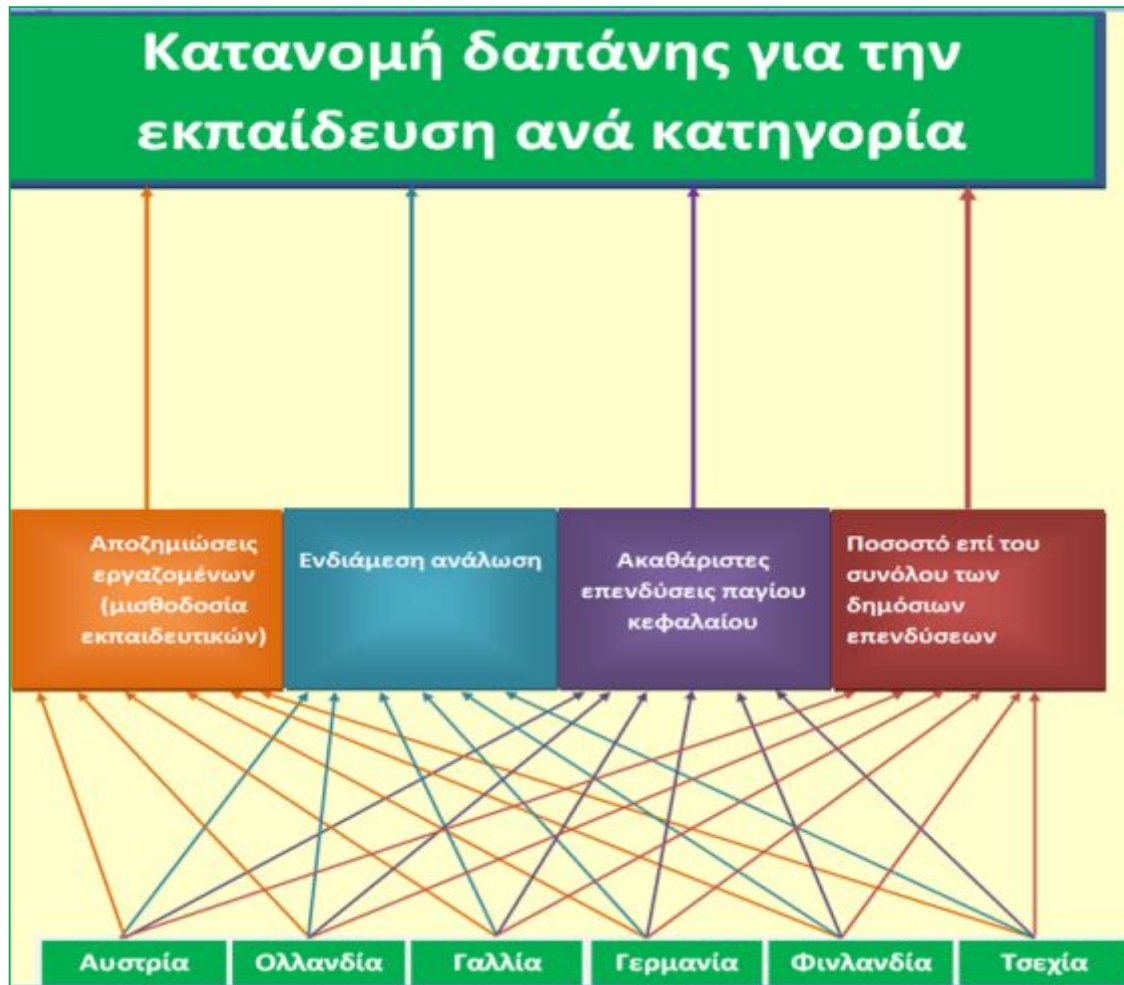 Κατανομή δαπάνης για την
εκπαίδευση ανά κατηγορία
Αποζημιώσεις
εργαζομένων
(μισθοδοσία
εκπαιδευτικών)
Ενδιάμεση ανάλωση
Ακαθάριστες
επενδύσεις παγίου
κεφαλαίου
Ποσοστό επί του
συνόλου των
δημόσιων
επενδύσεων
Αυστρία
Ολλανδία
Γαλλία
Γερμανία
Φινλανδία
Τσεχία